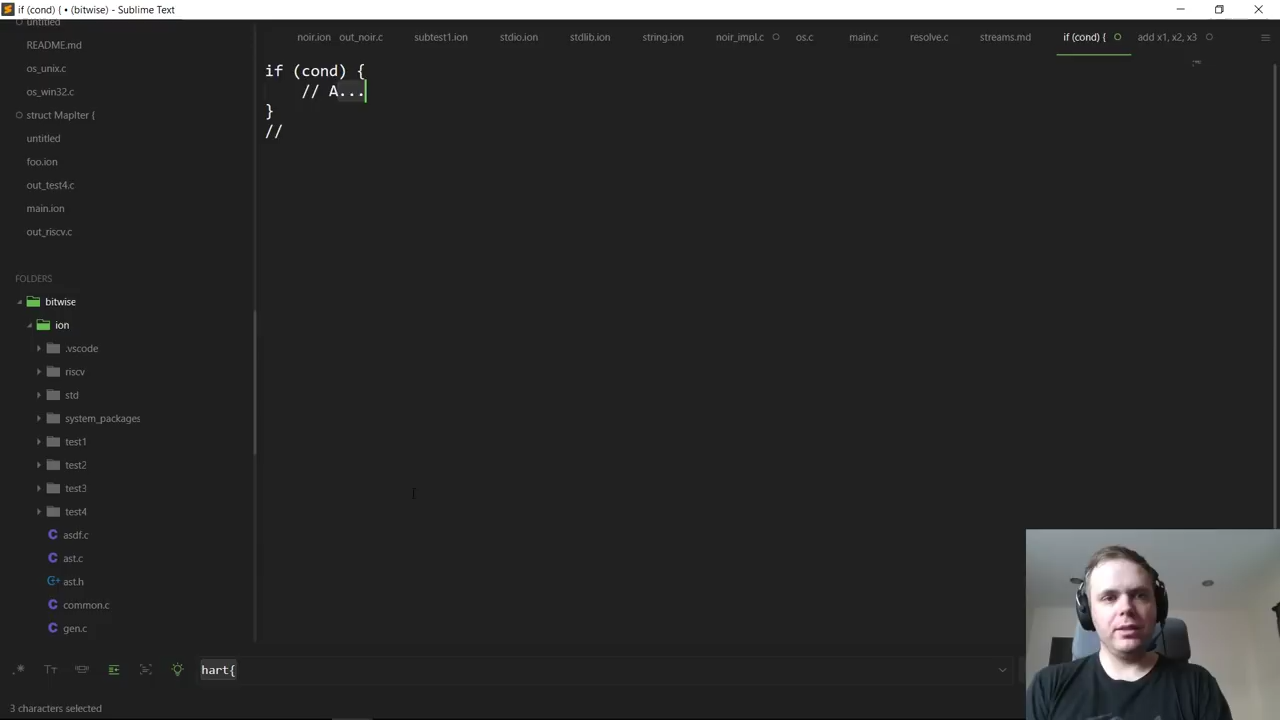 if (cond) { • (bitwise) - Sublime Text
untitled
README.md
os_unix.c
os_win32.c
struct MapIter {
untitled
foo.ion
out_test4.c
main.ion
out_riscv.c
FOLDERS
bitwise
ion
.vscode
riscv
std
system_packages
test1
test2
test3
test4
asdf.c
ast.c
ast.h
common.c
gen.c
noir.ion
out_noir.c
subtest1.ion
stdio.ion
stdlib.ion
string.ion
noir_impl.c
os.c
main.c
resolve.c
streams.md
if (cond) {
add x1, x2, x3
if (cond) {
// A...
}
//
hart{
3 characters selected